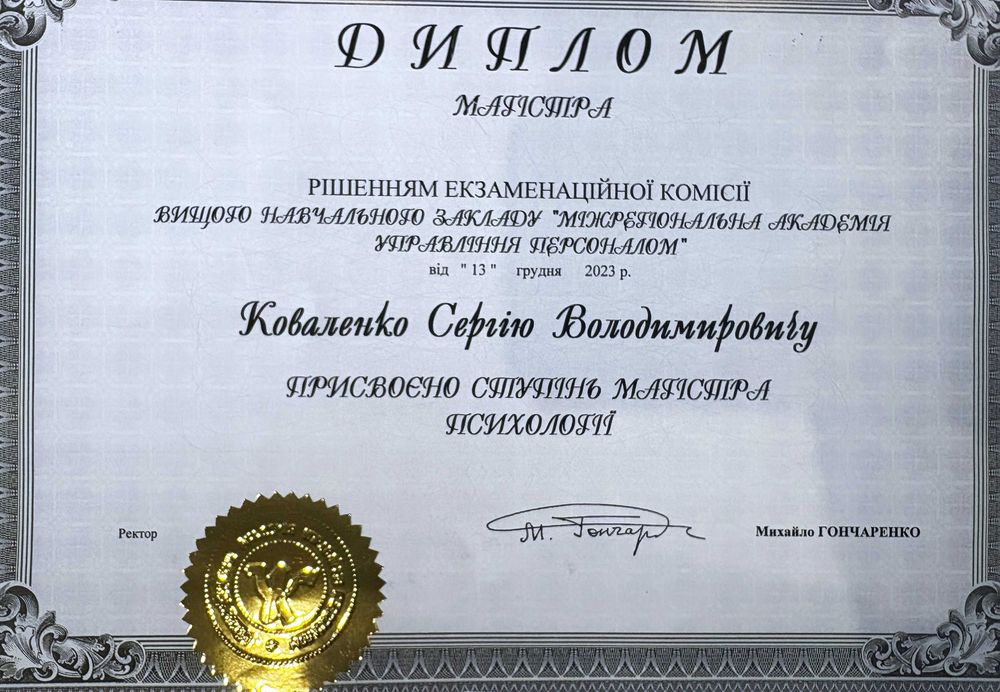 ДИПЛОМ
МАГІСТРА
РІШЕННЯМ ЕКЗАМЕНАЦІЙНОЇ КОМІСІЇ
ВИЩОГО НАВЧАЛЬНОГО ЗАКЛАДУ "МІЖРЕГІОНАЛЬНА АКАДЕМІЯ
УПРАВЛІННЯ ПЕРСОНАЛОМ"
від "13" грудня 2023 р.
Коваленко Сергію Володимировичу
ПРИСВОЄНО СТУПІНЬ МАГІСТРА
ПСИХОЛОГІЇ
Ректор М. Гончар Михайло ГОНЧАРЕНКО